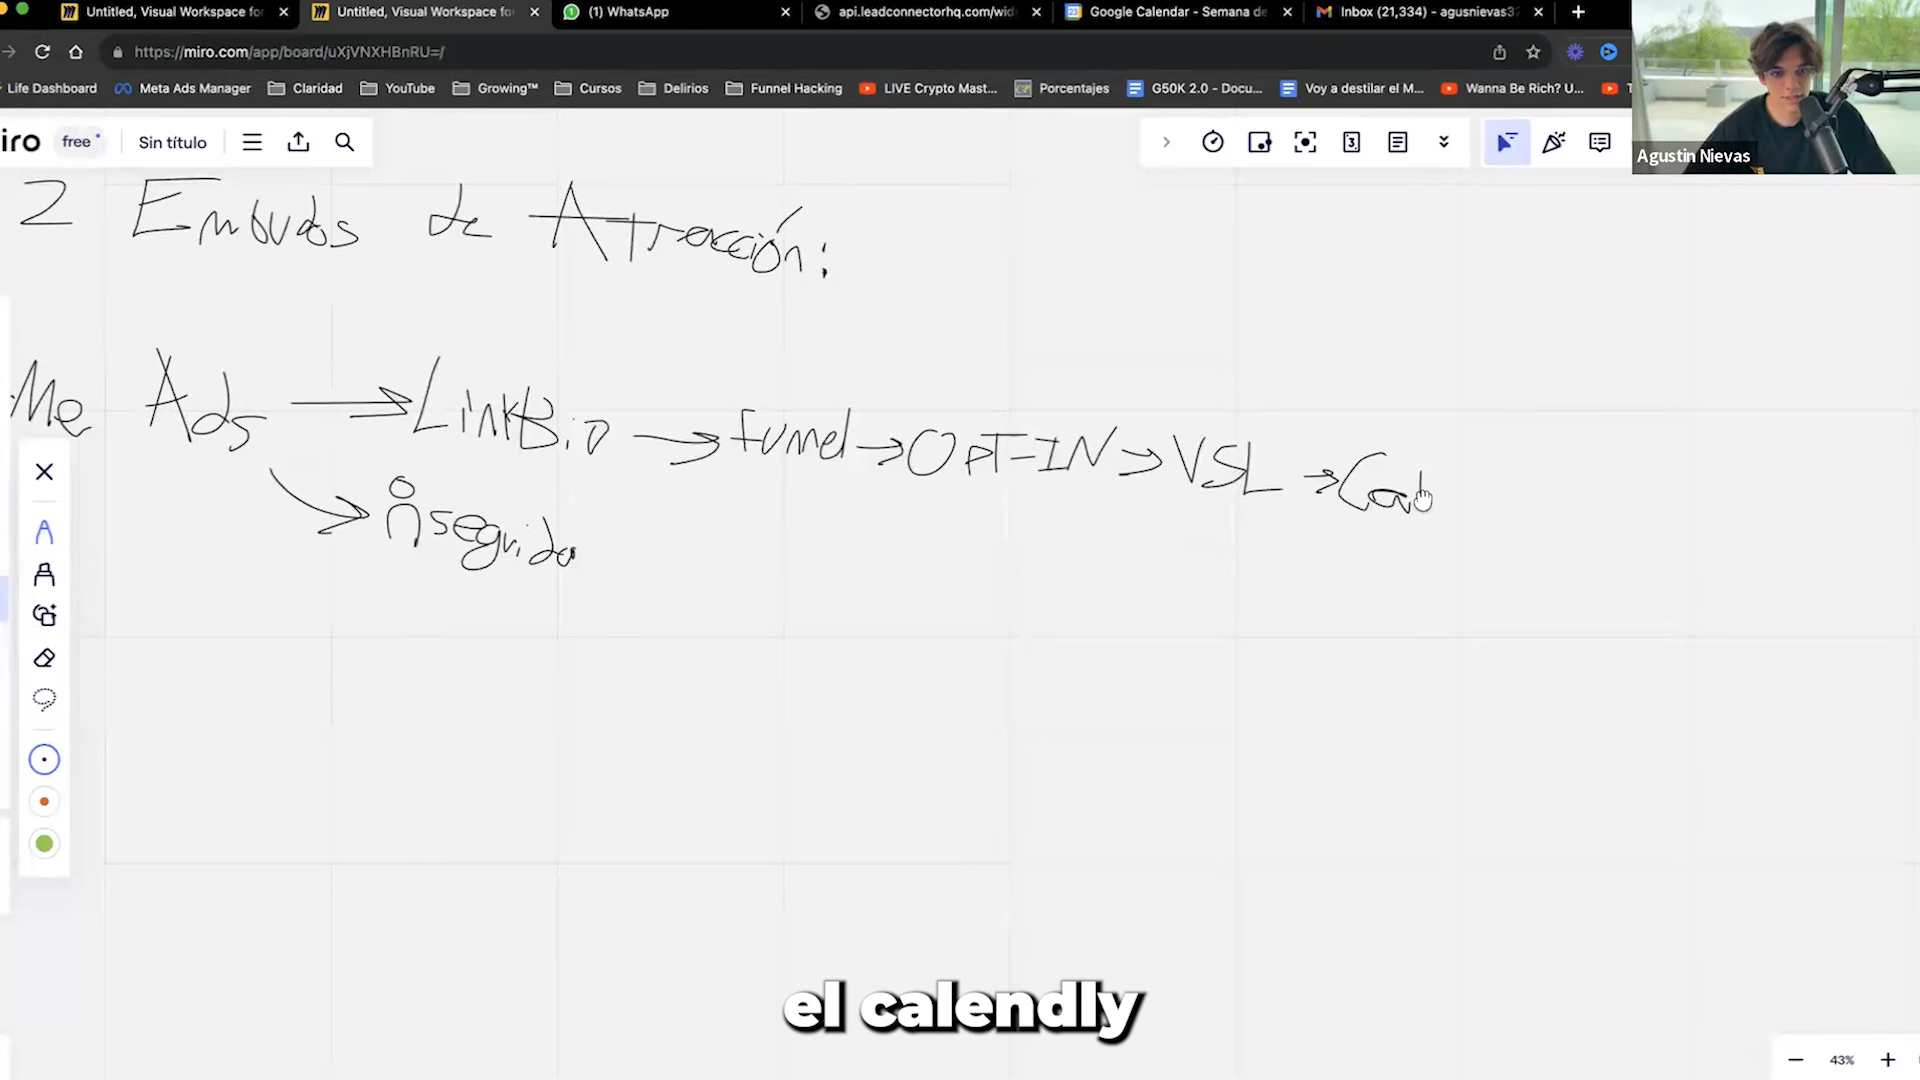 Untitled, Visual Workspace for
Untitled, Visual Workspace fo
(1) WhatsApp
api.leadconnectorhq.com/wid
Google Calendar - Semana de
Inbox (21,334) - agusnievas32
https://miro.com/app/board/uXjVNXHBnRU=/
Life Dashboard
Meta Ads Manager
Claridad
YouTube
Growing™
Cursos
Delirios
Funnel Hacking
LIVE Crypto Mast...
Porcentajes
G50K 2.0 - Docu...
Voy a destilar el M...
Wanna Be Rich? U...
iro
free
Sin título
Agustin Nievas
2 Embudos de Atracción:
Me Ads → LinkBio → Funnel → OPT-IN → VSL →
seguido
el calendly
43%